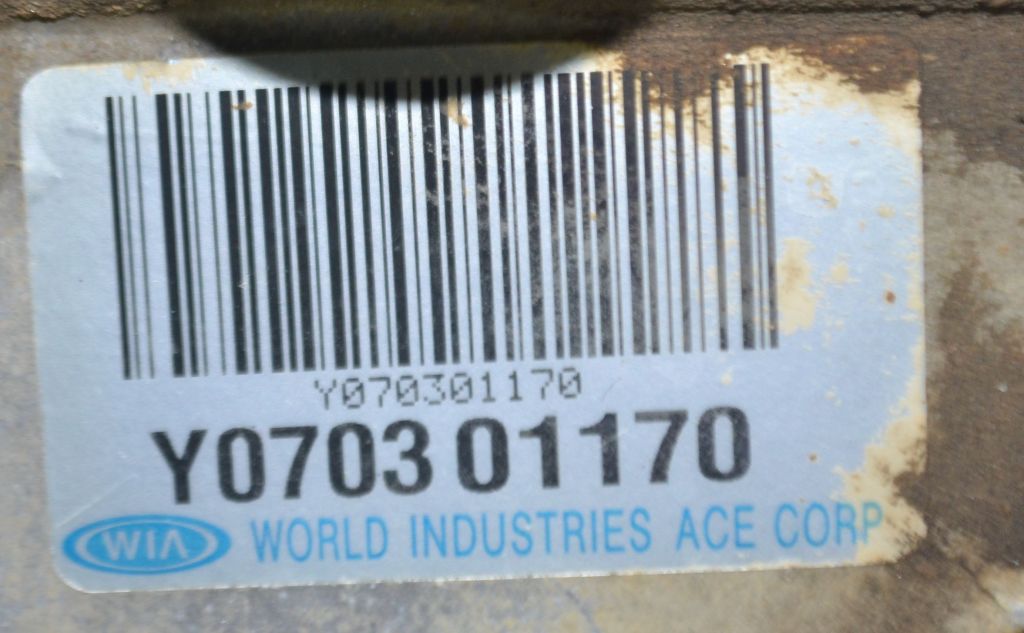 Y070301170
Y0703 01170
WIA WORLD INDUSTRIES ACE CORP